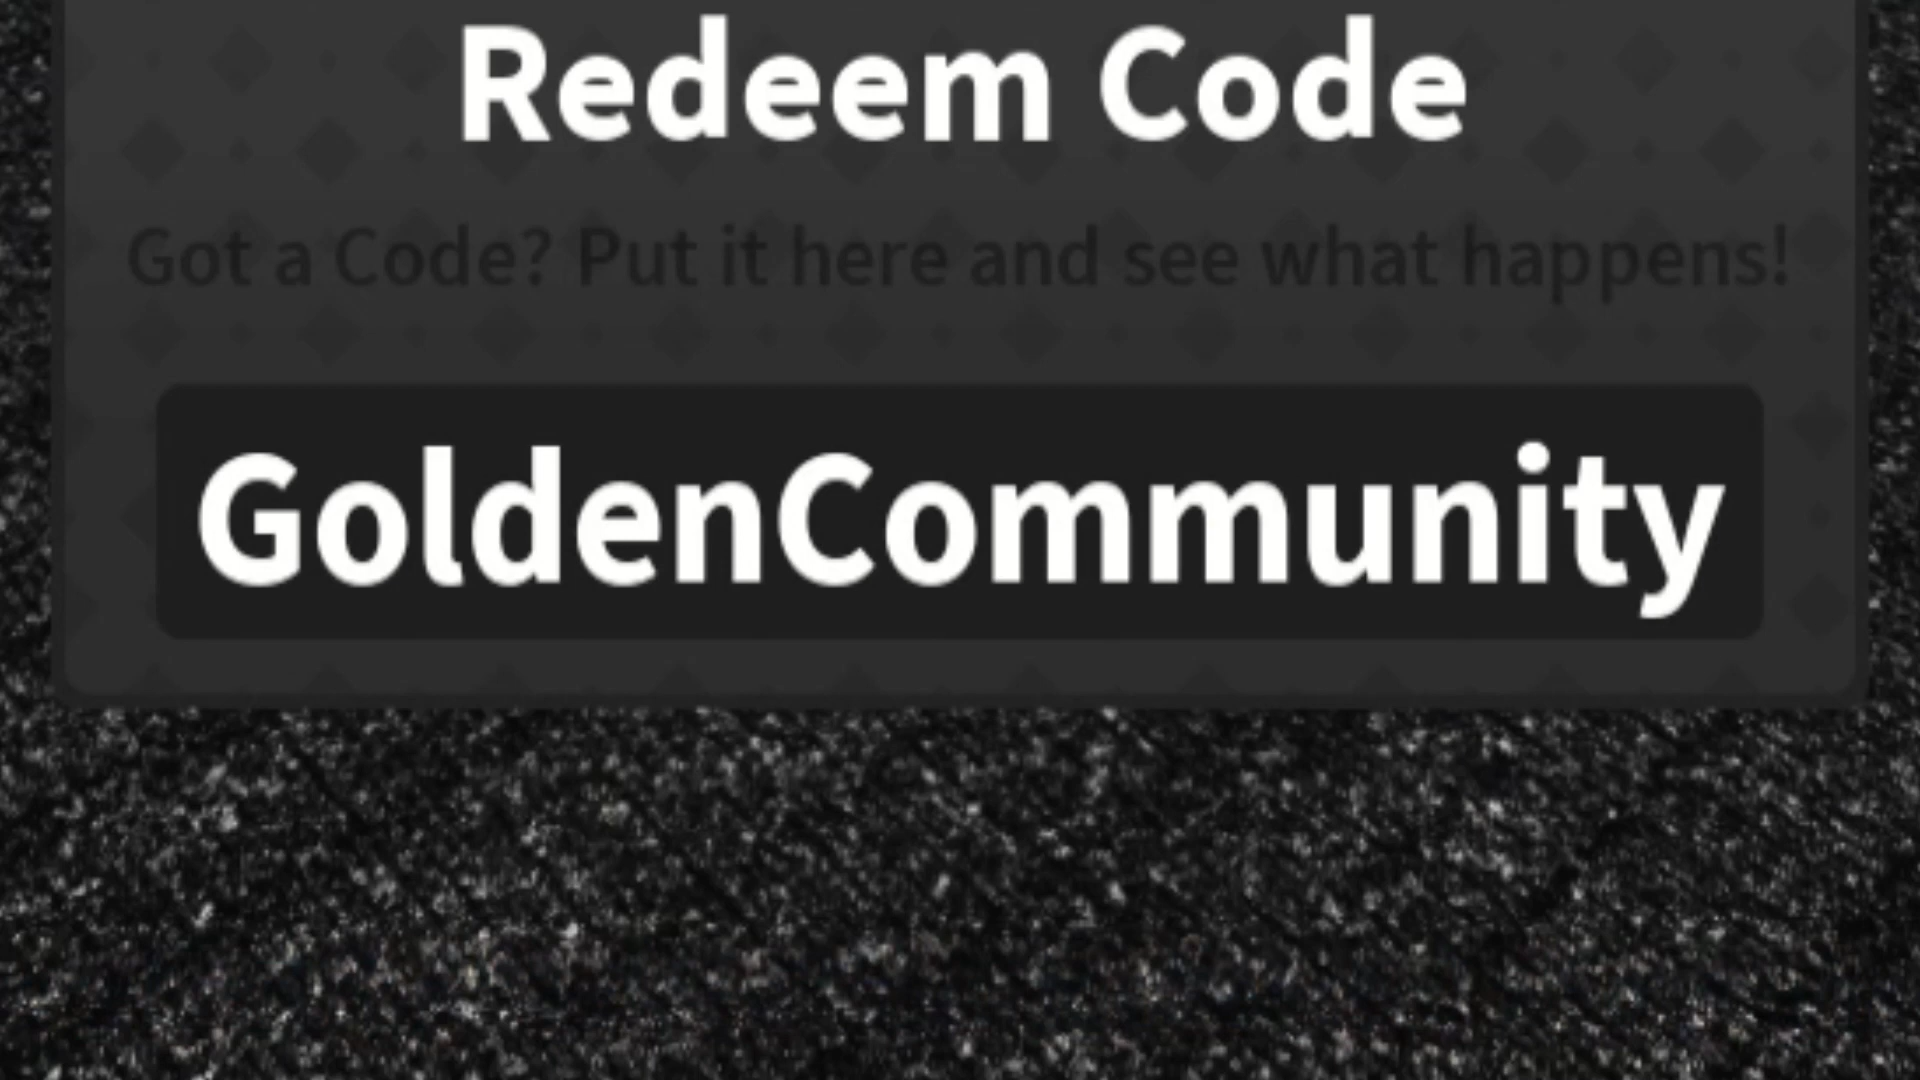 Redeem Code
Got a Code? Put it here and see what happens!
GoldenCommunity